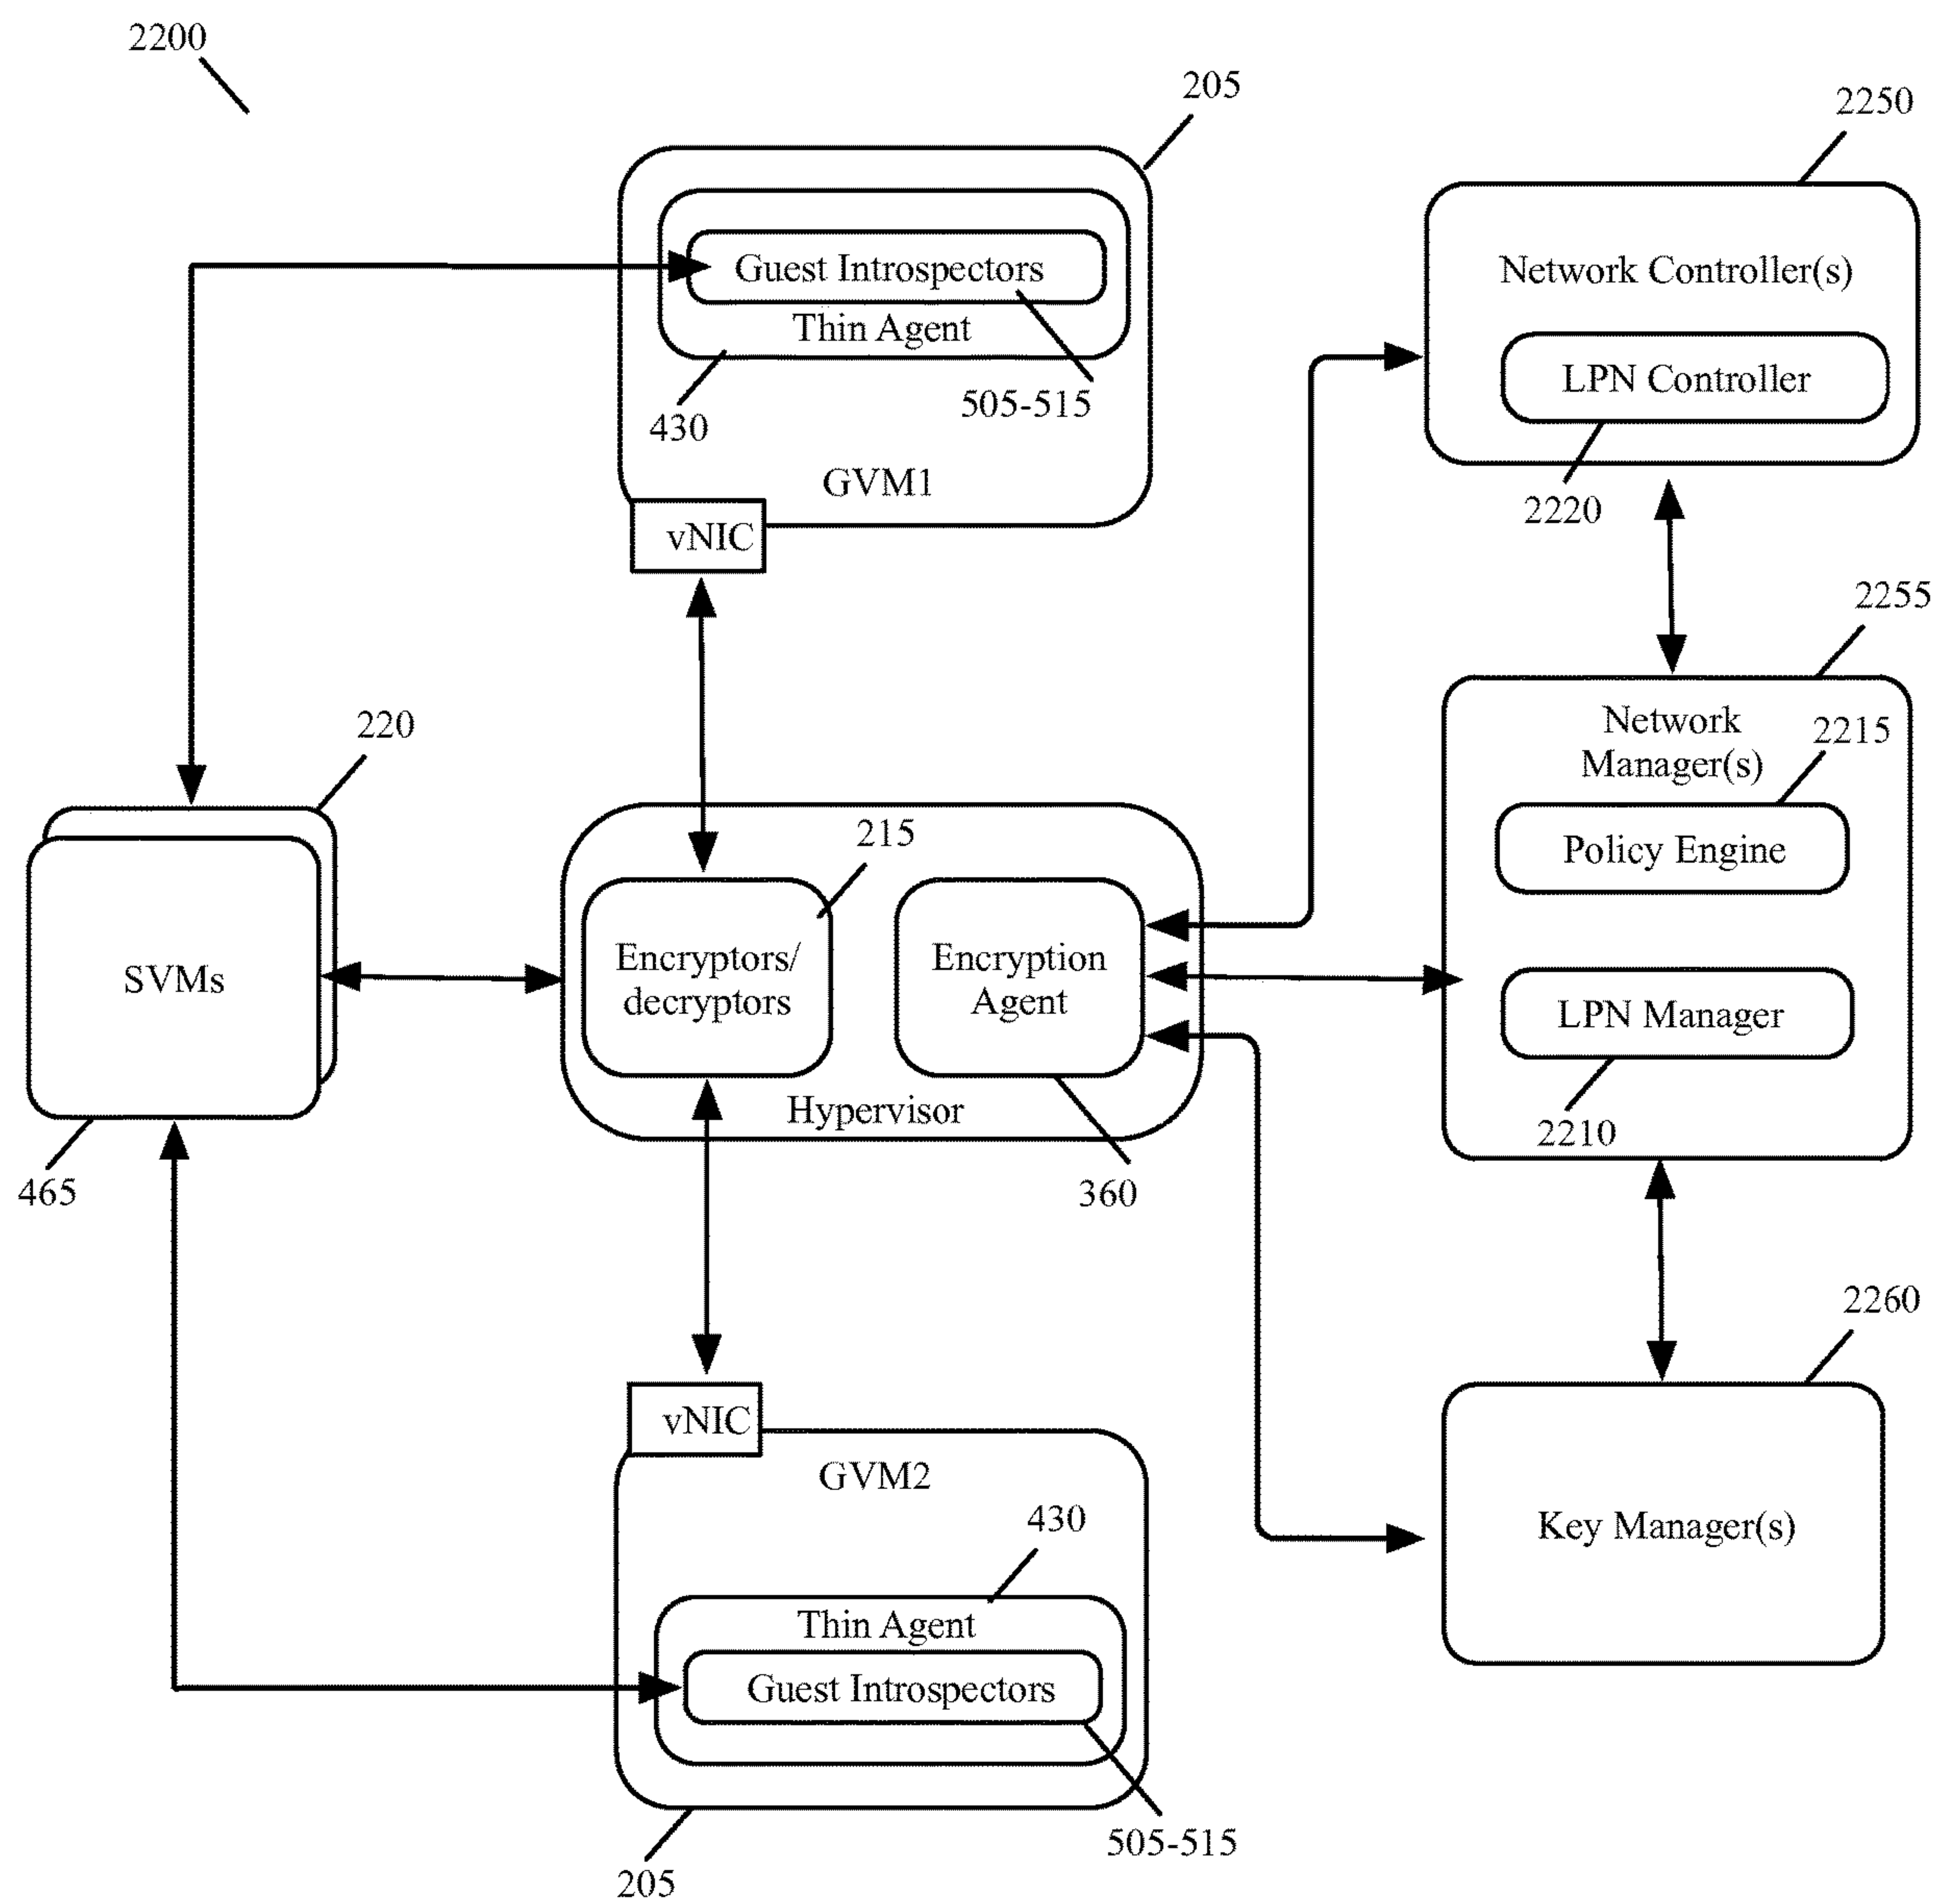 2200
205
2250
Guest Introspectors
Thin Agent
430
505-515
GVM1
vNIC
Network Controller(s)
LPN Controller
2220
2255
Network
Manager(s)
2215
Policy Engine
LPN Manager
2210
220
SVMs
465
215
Encryptors/
decryptors
Encryption
Agent
Hypervisor
360
2260
Key Manager(s)
vNIC
GVM2
430
Thin Agent
Guest Introspectors
505-515
205